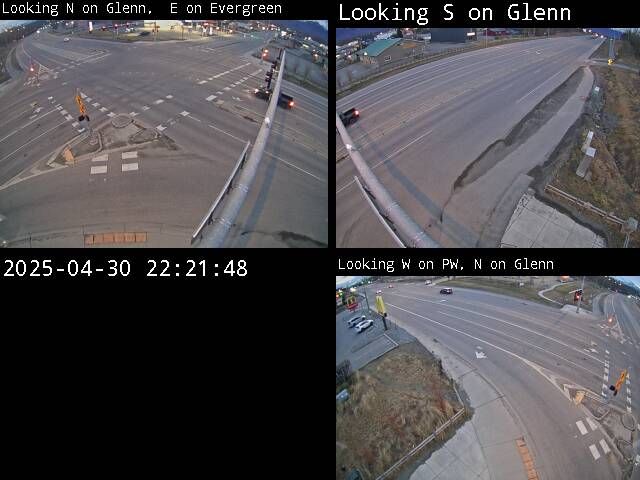 Looking N on Glenn,  E on Evergreen
Looking S on Glenn
2025-04-30 22:21:48
Looking W on PW, N on Glenn